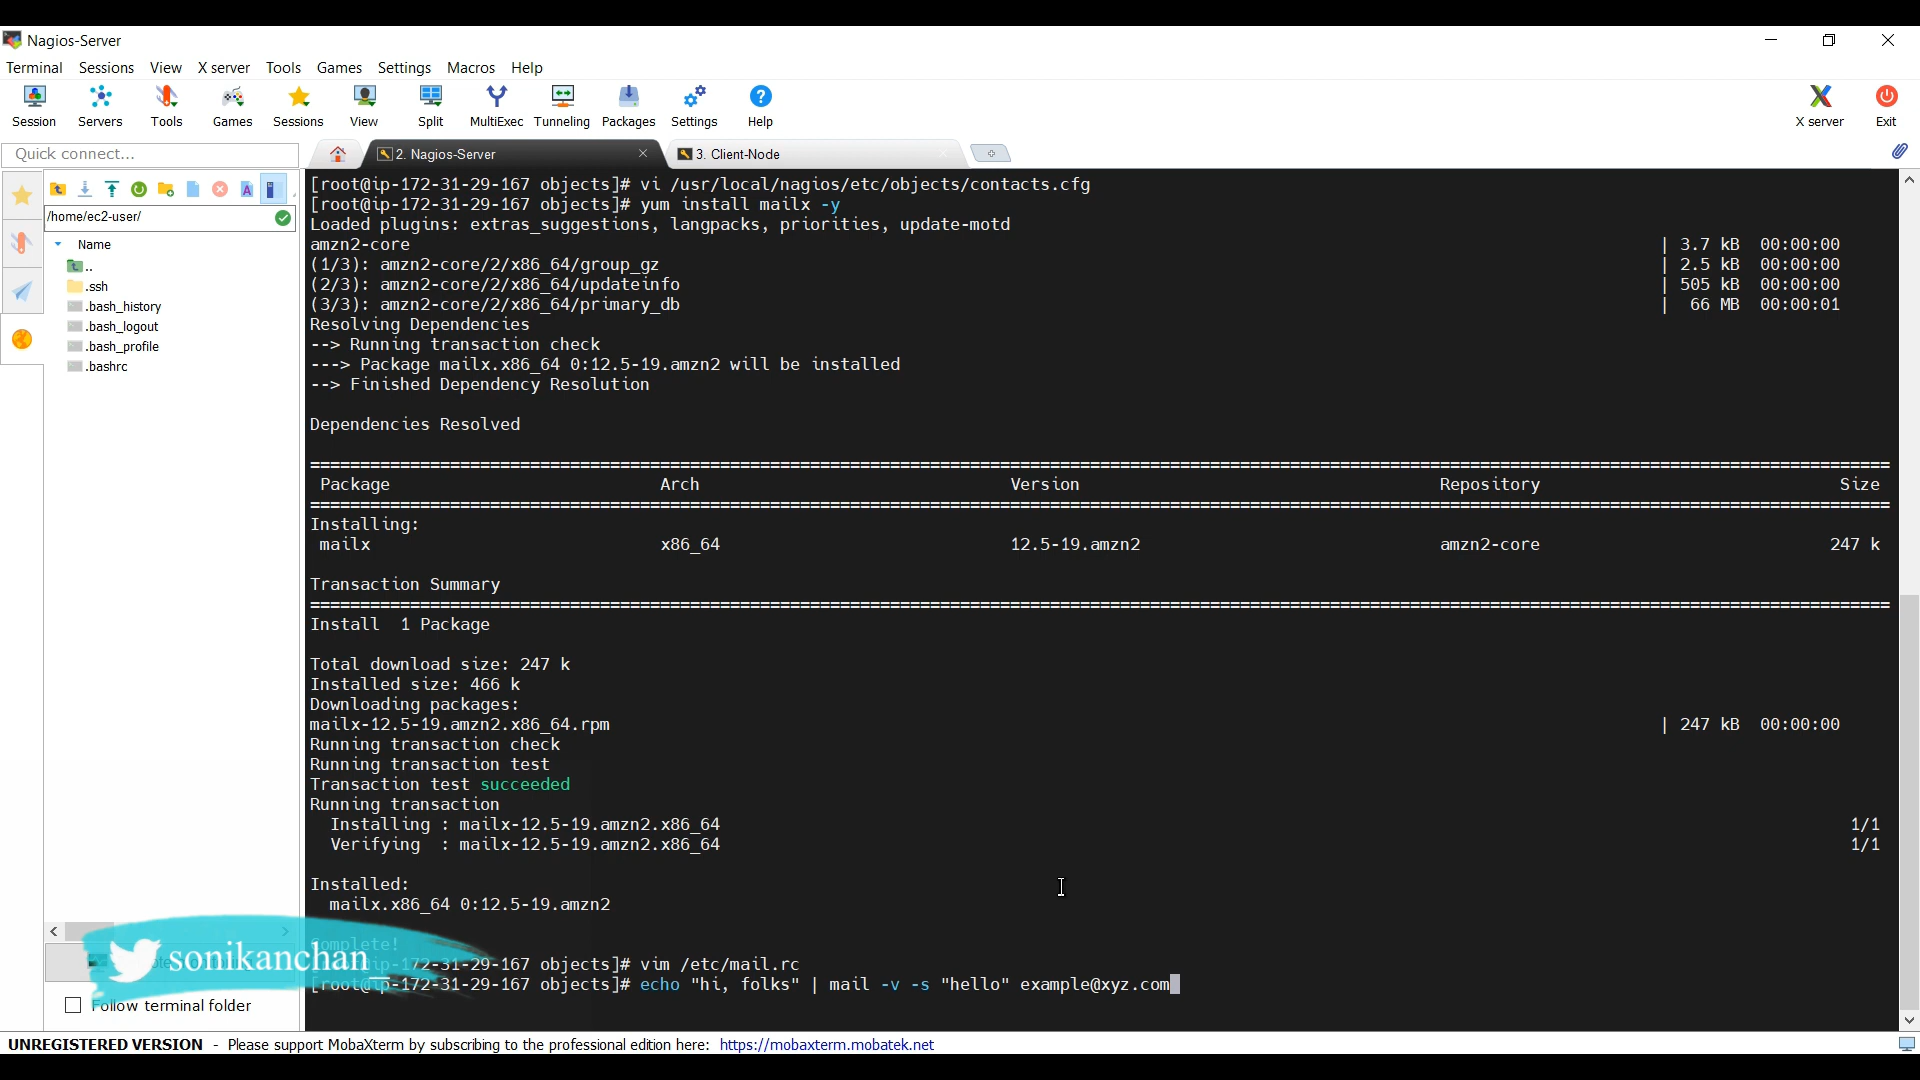 Nagios-Server
Terminal Sessions View X server Tools Games Settings Macros Help
Session Servers Tools Games Sessions View Split MultiExec Tunneling Packages Settings Help X server Exit
Quick connect... 2. Nagios-Server 3. Client-Node
/home/ec2-user/
Name
..
.ssh
.bash_history
.bash_logout
.bash_profile
.bashrc
[root@ip-172-31-29-167 objects]# vi /usr/local/nagios/etc/objects/contacts.cfg
[root@ip-172-31-29-167 objects]# yum install mailx -y
Loaded plugins: extras_suggestions, langpacks, priorities, update-motd
amzn2-core | 3.7 kB 00:00:00
(1/3): amzn2-core/2/x86_64/group_gz | 2.5 kB 00:00:00
(2/3): amzn2-core/2/x86_64/updateinfo | 505 kB 00:00:00
(3/3): amzn2-core/2/x86_64/primary_db | 66 MB 00:00:01
Resolving Dependencies
--> Running transaction check
---> Package mailx.x86_64 0:12.5-19.amzn2 will be installed
--> Finished Dependency Resolution
Dependencies Resolved
Package Arch Version Repository Size
Installing:
mailx x86_64 12.5-19.amzn2 amzn2-core 247 k
Transaction Summary
Install 1 Package
Total download size: 247 k
Installed size: 466 k
Downloading packages:
mailx-12.5-19.amzn2.x86_64.rpm | 247 kB 00:00:00
Running transaction check
Running transaction test
Transaction test succeeded
Running transaction
Installing : mailx-12.5-19.amzn2.x86_64 1/1
Verifying : mailx-12.5-19.amzn2.x86_64 1/1
Installed:
mailx.x86_64 0:12.5-19.amzn2
Complete!
ip-172-31-29-167 objects]# vim /etc/mail.rc
[root@ip-172-31-29-167 objects]# echo "hi, folks" | mail -v -s "hello" example@xyz.com
sonikanchan_
Follow terminal folder
UNREGISTERED VERSION - Please support MobaXterm by subscribing to the professional edition here: https://mobaxterm.mobatek.net